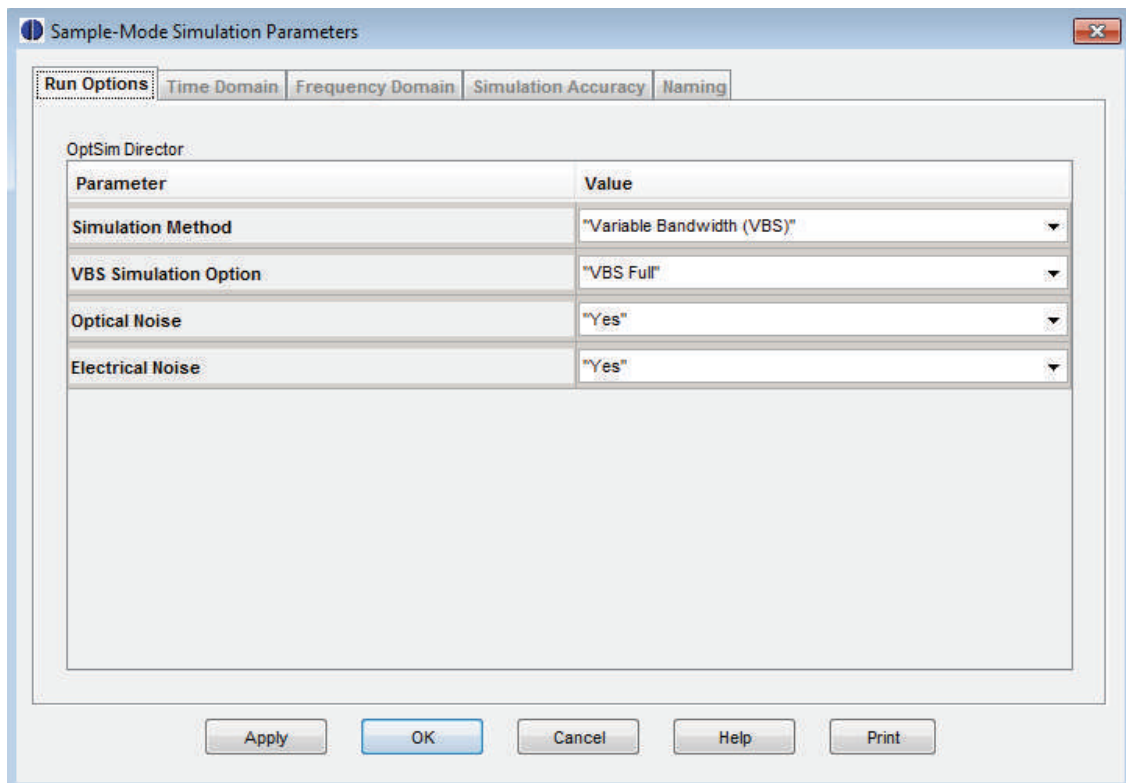 Sample-Mode Simulation Parameters
Run Options Time Domain Frequency Domain Simulation Accuracy Naming
OptSim Director
Parameter Value
Simulation Method "Variable Bandwidth (VBS)"
VBS Simulation Option "VBS Full"
Optical Noise "Yes"
Electrical Noise "Yes"
Apply OK Cancel Help Print